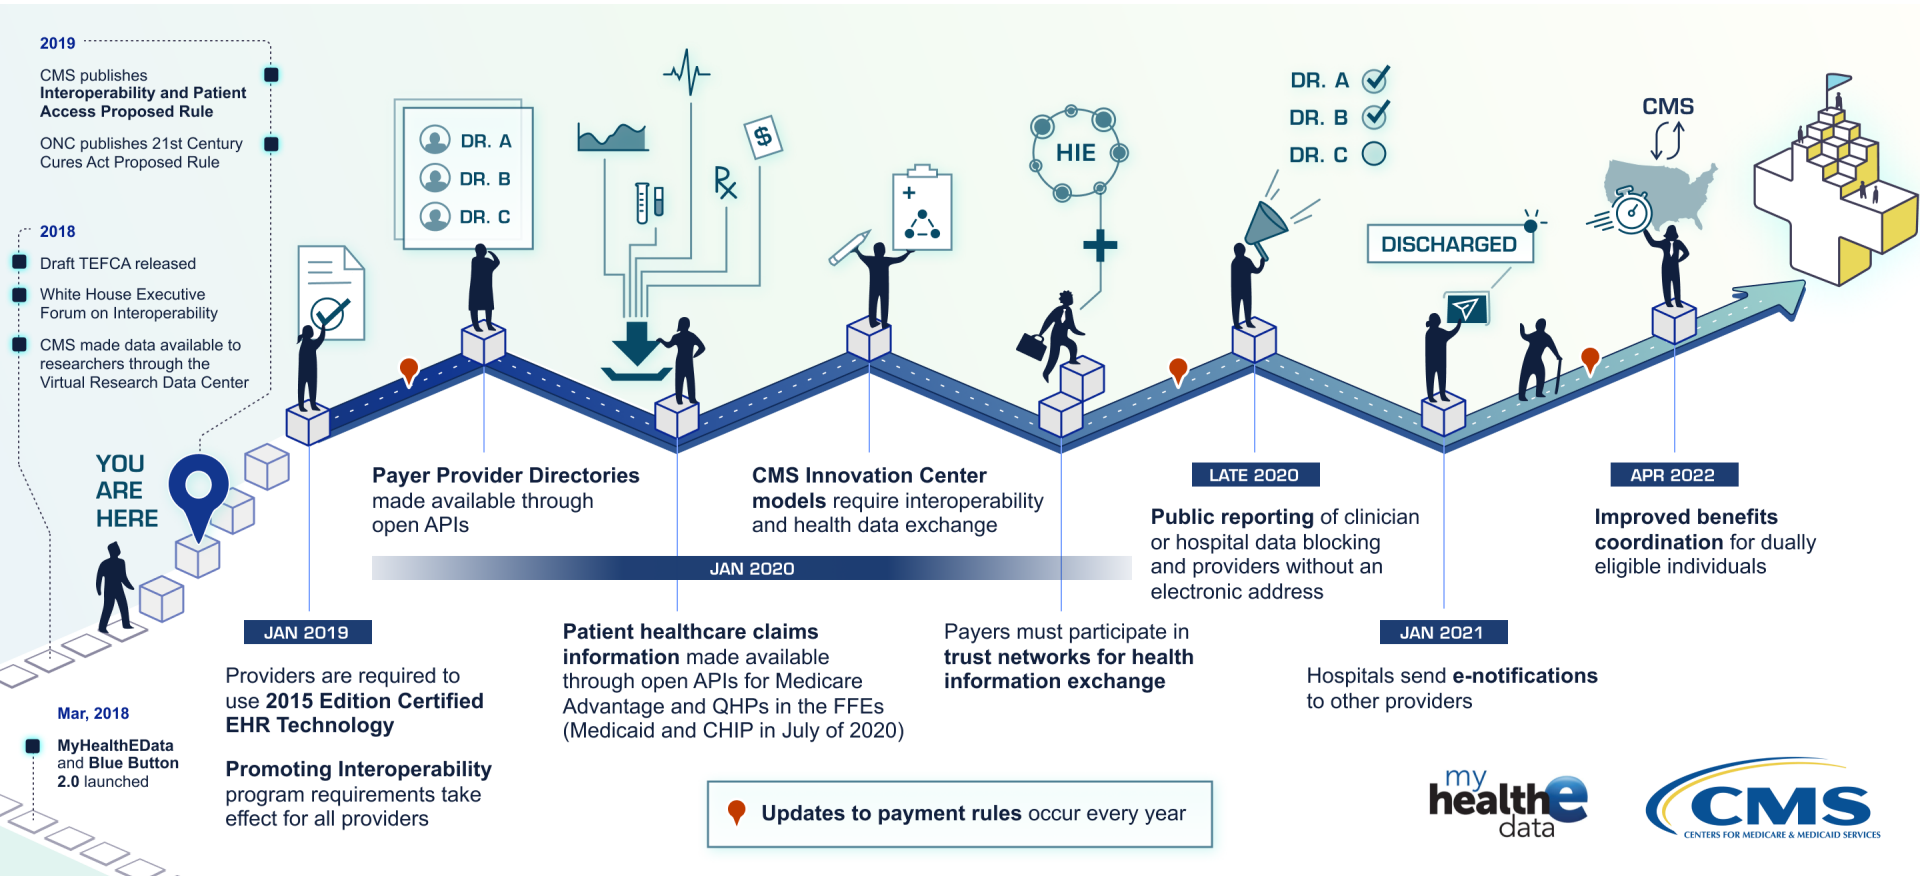 2019
CMS publishes
Interoperability and Patient
Access Proposed Rule
ONC publishes 21st Century
Cures Act Proposed Rule
2018
Draft TEFCA released
White House Executive
Forum on Interoperability
CMS made data available to
researchers through the
Virtual Research Data Center
YOU
ARE
HERE
Mar, 2018
MyHealthEData
and Blue Button
2.0 launched
JAN 2019
Providers are required to
use 2015 Edition Certified
EHR Technology
Promoting Interoperability
program requirements take
effect for all providers
DR. A
DR. B
DR. C
Payer Provider Directories
made available through
open APIs
$
Rx
JAN 2020
Patient healthcare claims
information made available
through open APIs for Medicare
Advantage and QHPs in the FFEs
(Medicaid and CHIP in July of 2020)
CMS Innovation Center
models require interoperability
and health data exchange
HIE
Payers must participate in
trust networks for health
information exchange
DR. A
DR. B
DR. C
LATE 2020
Public reporting of clinician
or hospital data blocking
and providers without an
electronic address
DISCHARGED
JAN 2021
Hospitals send e-notifications
to other providers
CMS
APR 2022
Improved benefits
coordination for dually
eligible individuals
Updates to payment rules occur every year
my
healthe
data
CMS
CENTERS FOR MEDICARE & MEDICAID SERVICES